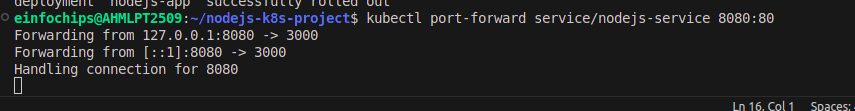 deployment "nodejs-app" successfully rolled out
einfochips@AHMLPT2509:~/nodejs-k8s-project$ kubectl port-forward service/nodejs-service 8080:80
Forwarding from 127.0.0.1:8080 -> 3000
Forwarding from [::1]:8080 -> 3000
Handling connection for 8080
Ln 16, Col 1 Spaces: